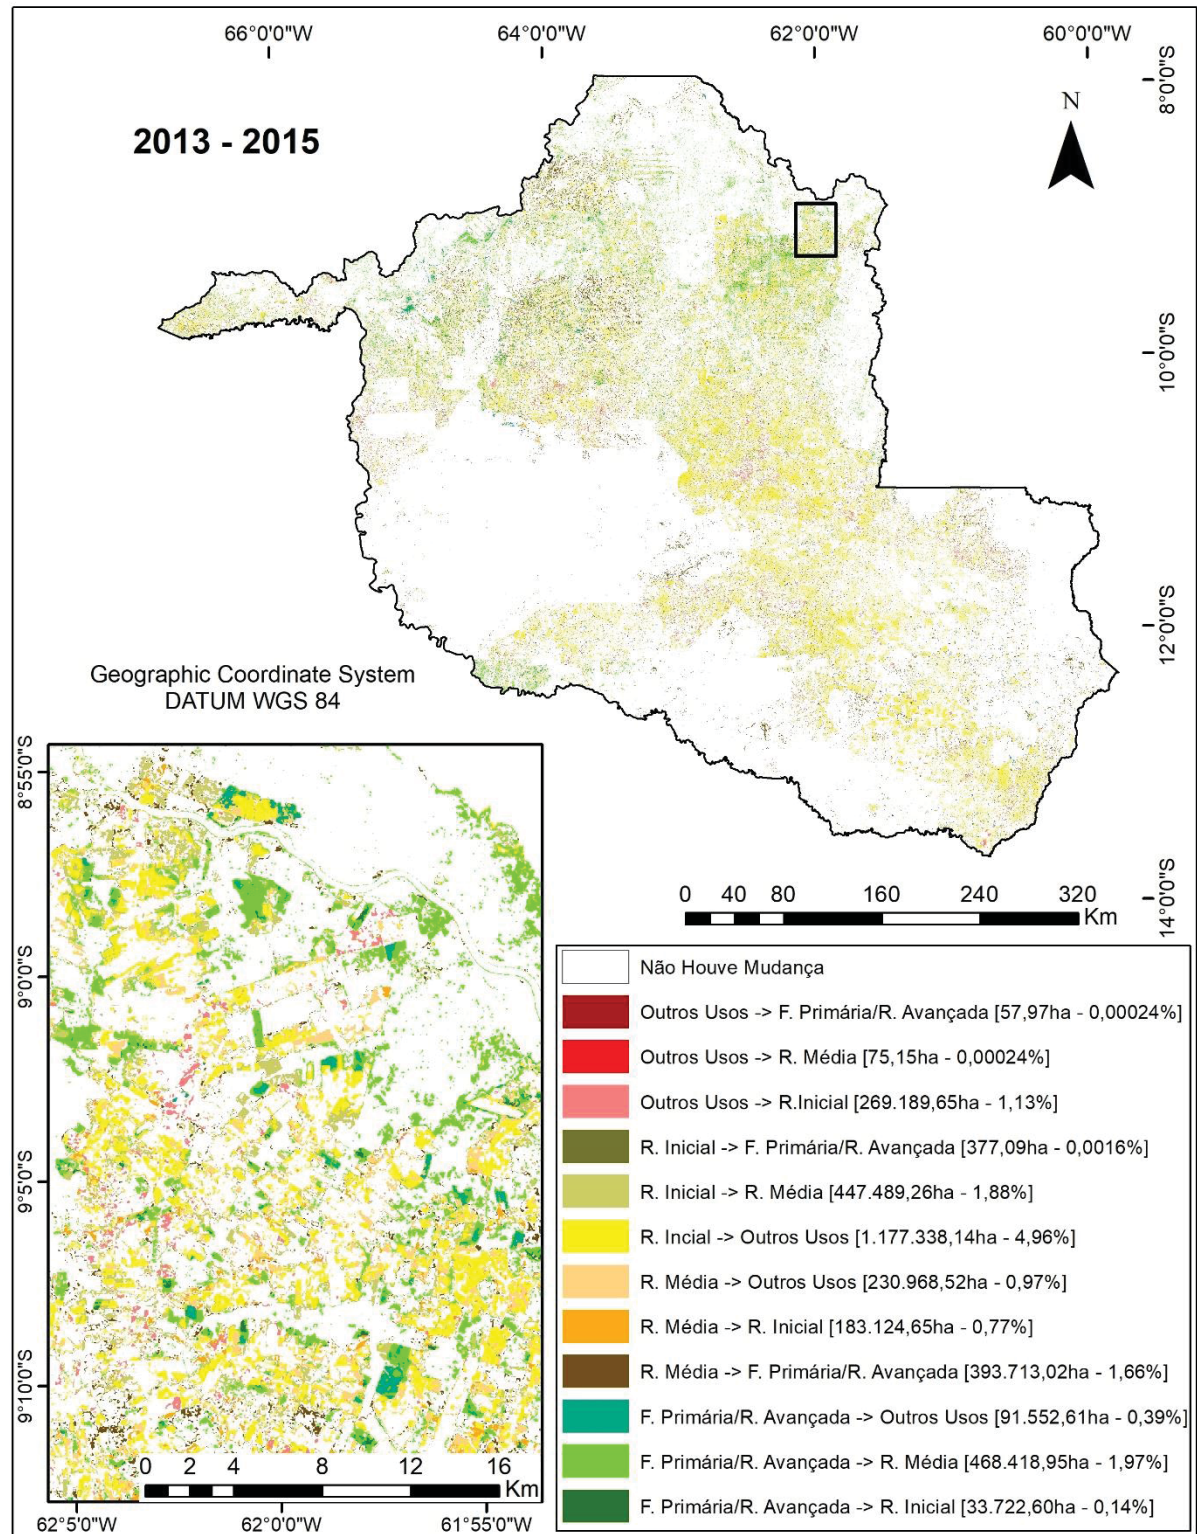 66°0'0"W 64°0'0"W 62°0'0"W 60°0'0"W
8°0'0"S
N
2013 - 2015
10°0'0"S
12°0'0"S
Geographic Coordinate System
DATUM WGS 84
14°0'0"S
0 40 80 160 240 320
Km
8°55'0"S
9°0'0"S
9°5'0"S
9°10'0"S
0 2 4 8 12 16
Km
62°5'0"W 62°0'0"W 61°55'0"W
Não Houve Mudança
Outros Usos -> F. Primária/R. Avançada [57,97ha - 0,00024%]
Outros Usos -> R. Média [75,15ha - 0,00024%]
Outros Usos -> R.Inicial [269.189,65ha - 1,13%]
R. Inicial -> F. Primária/R. Avançada [377,09ha - 0,0016%]
R. Inicial -> R. Média [447.489,26ha - 1,88%]
R. Incial -> Outros Usos [1.177.338,14ha - 4,96%]
R. Média -> Outros Usos [230.968,52ha - 0,97%]
R. Média -> R. Inicial [183.124,65ha - 0,77%]
R. Média -> F. Primária/R. Avançada [393.713,02ha - 1,66%]
F. Primária/R. Avançada -> Outros Usos [91.552,61ha - 0,39%]
F. Primária/R. Avançada -> R. Média [468.418,95ha - 1,97%]
F. Primária/R. Avançada -> R. Inicial [33.722,60ha - 0,14%]